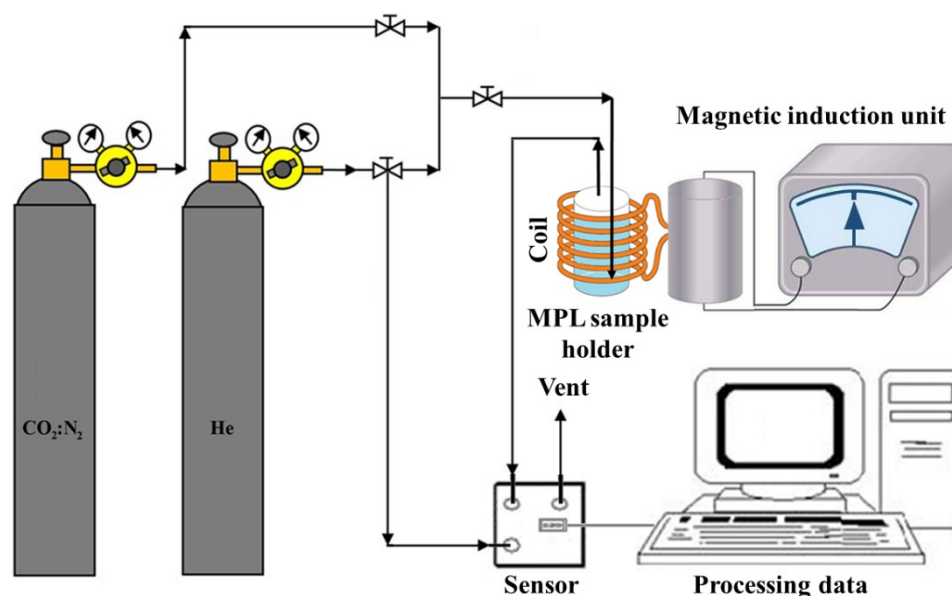 Magnetic induction unit
Coil
MPL sample
holder
Vent
CO₂:N₂
He
Sensor
Processing data